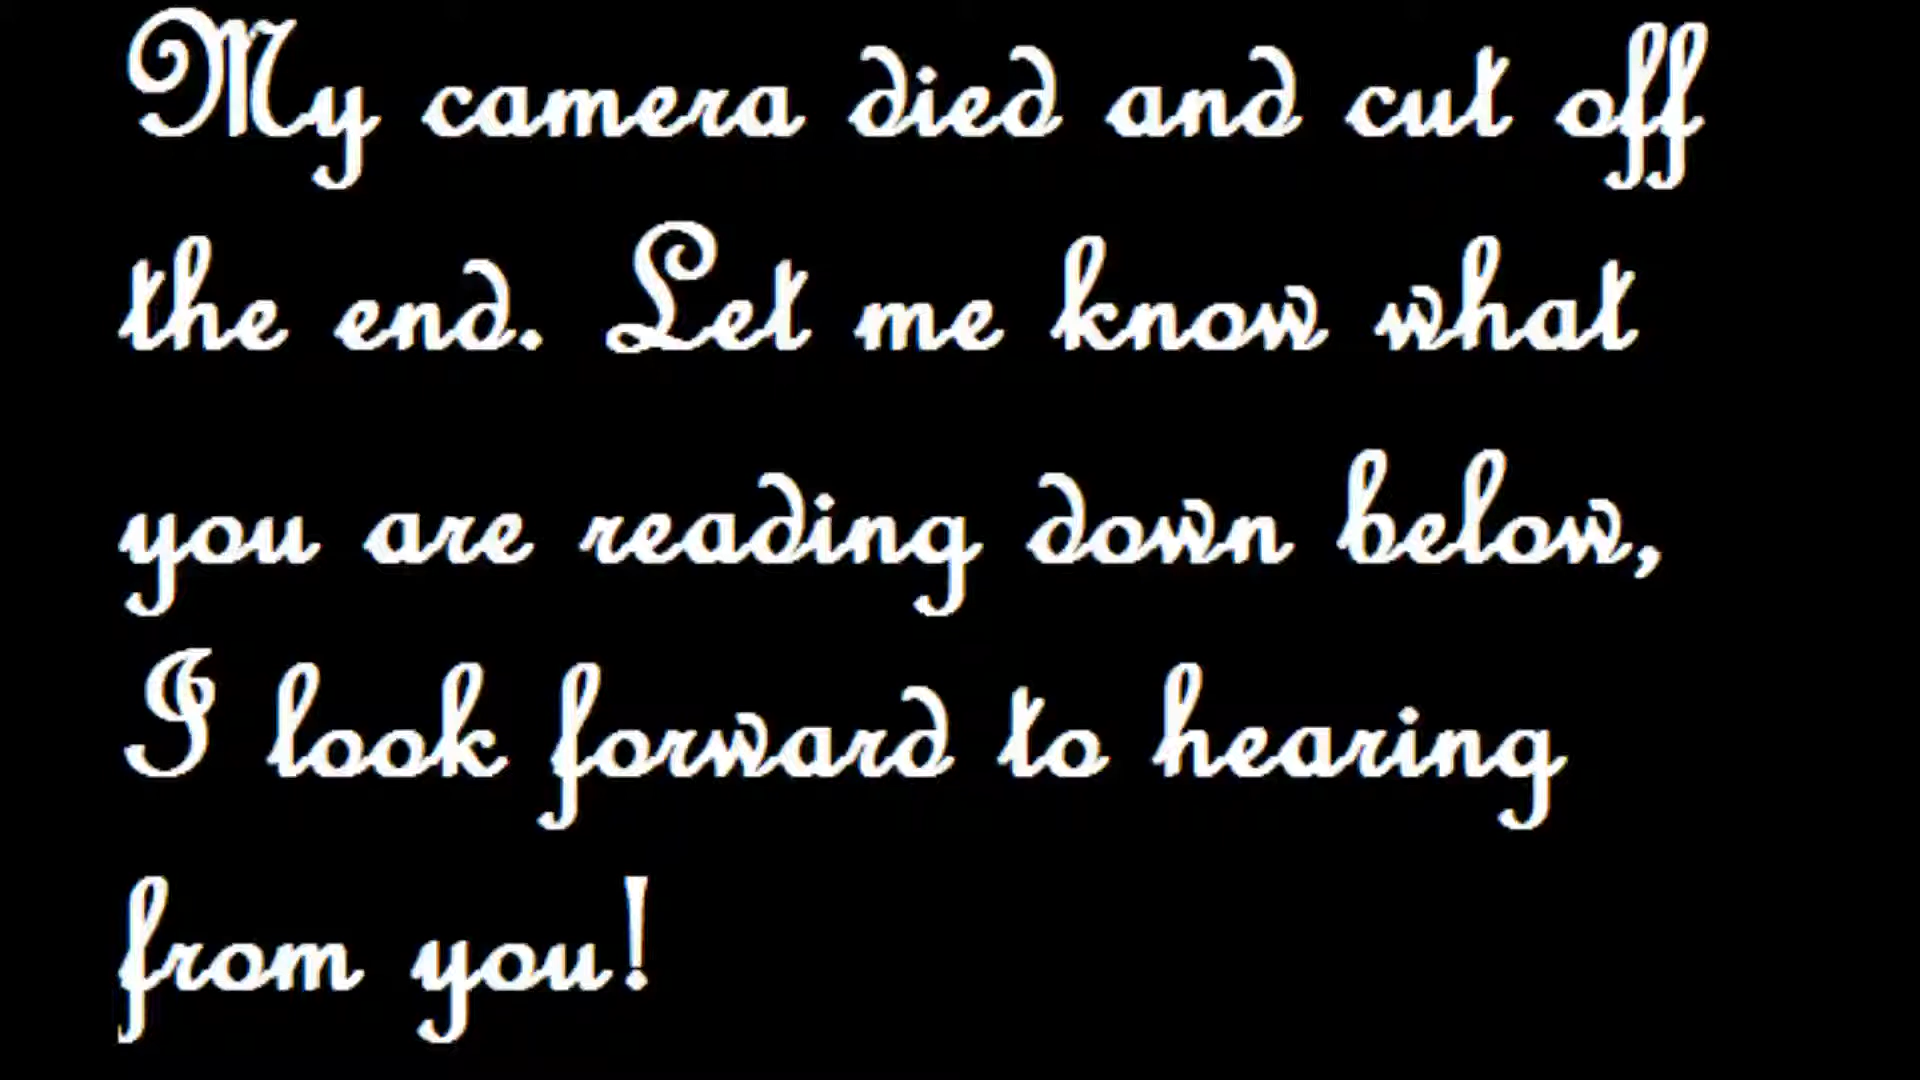 My camera died and cut off
the end. Let me know what
you are reading down below,
I look forward to hearing
from you!